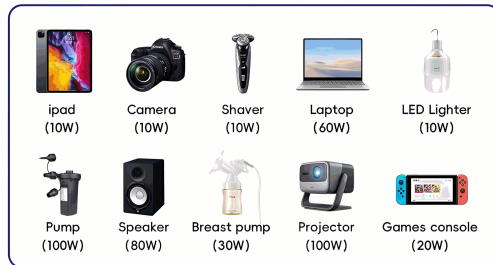 ipad
(10W)
Camera
(10W)
Shaver
(10W)
Laptop
(60W)
LED Lighter
(10W)
Pump
(100W)
Speaker
(80W)
Breast pump
(30W)
Projector
(100W)
Games console
(20W)